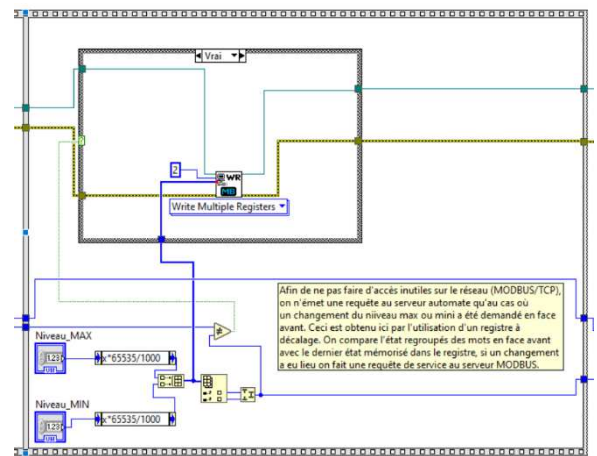 Vrai
2
WR
MB
Write Multiple Registers
Afin de ne pas faire d'accès inutiles sur le réseau (MODBUS/TCP),
on n'émet une requête au serveur automate qu'au cas où
un changement du niiveau max ou mini a été demandé en face
avant. Ceci est obtenu ici par l'utilisation d'un registre à
décalage. On compare l'état regroupés des mots en face avant
avec le dernier état mémorisé dans le registre, si un changement
a eu lieu on fait une requête de service au serveur MODBUS.
Niveau_MAX
1.23
U16
x*65535/1000
Niveau_MIN
1.23
U16
x*65535/1000